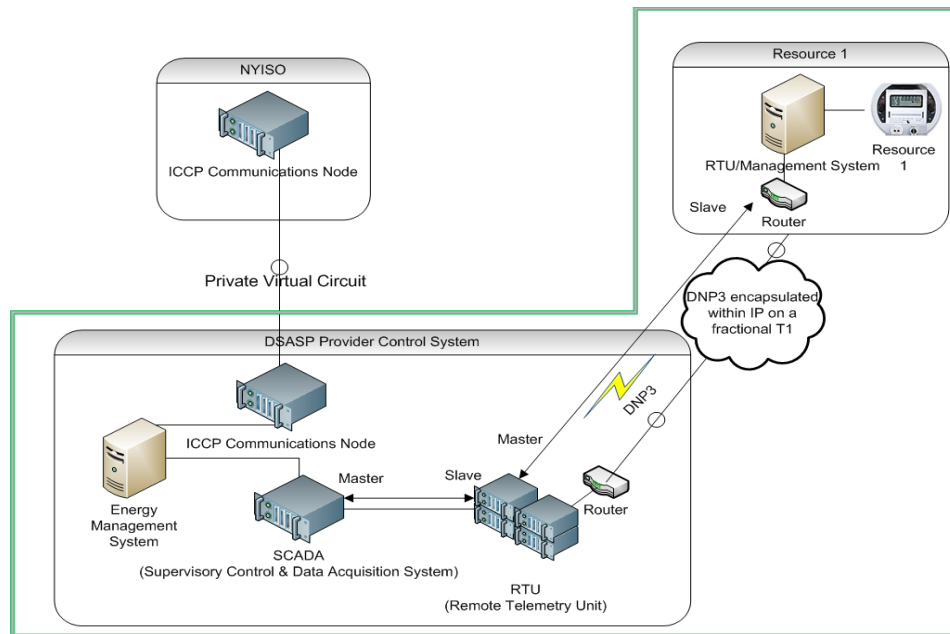 NYISO
ICCP Communications Node
Private Virtual Circuit
Resource 1
RTU/Management System
Resource
1
Slave
Router
DNP3 encapsulated
within IP on a
fractional T1
DSASP Provider Control System
ICCP Communications Node
DNP3
Master
Master
Slave
Router
Energy
Management
System
SCADA
(Supervisory Control & Data Acquisition System)
RTU
(Remote Telemetry Unit)